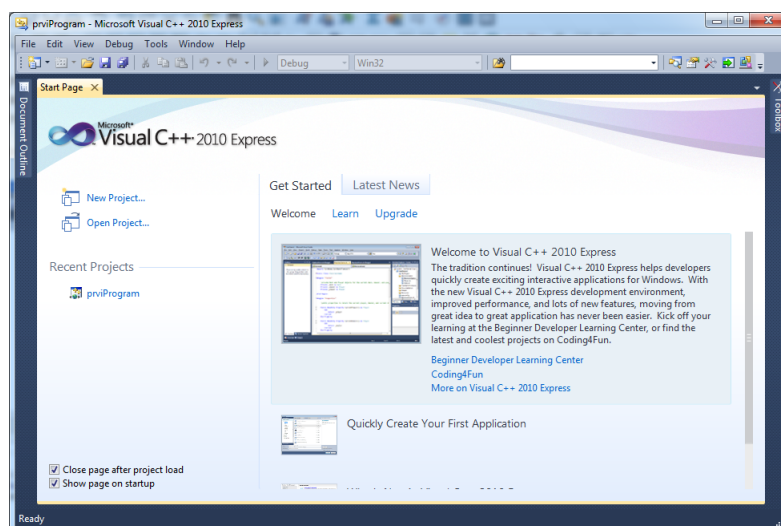 prviProgram - Microsoft Visual C++ 2010 Express
File Edit View Debug Tools Window Help
Debug Win32
Start Page
Document Outline
Toolbox
Microsoft®
Visual C++ 2010 Express
New Project...
Open Project...
Recent Projects
prviProgram
Close page after project load
Show page on startup
Get Started Latest News
Welcome Learn Upgrade
Welcome to Visual C++ 2010 Express
The tradition continues! Visual C++ 2010 Express helps developers
quickly create exciting interactive applications for Windows. With
the new Visual C++ 2010 Express development environment,
improved performance, and lots of new features, moving from
great idea to great application has never been easier. Kick off your
learning at the Beginner Developer Learning Center, or find the
latest and coolest projects on Coding4Fun.
Beginner Developer Learning Center
Coding4Fun
More on Visual C++ 2010 Express
Quickly Create Your First Application
Ready